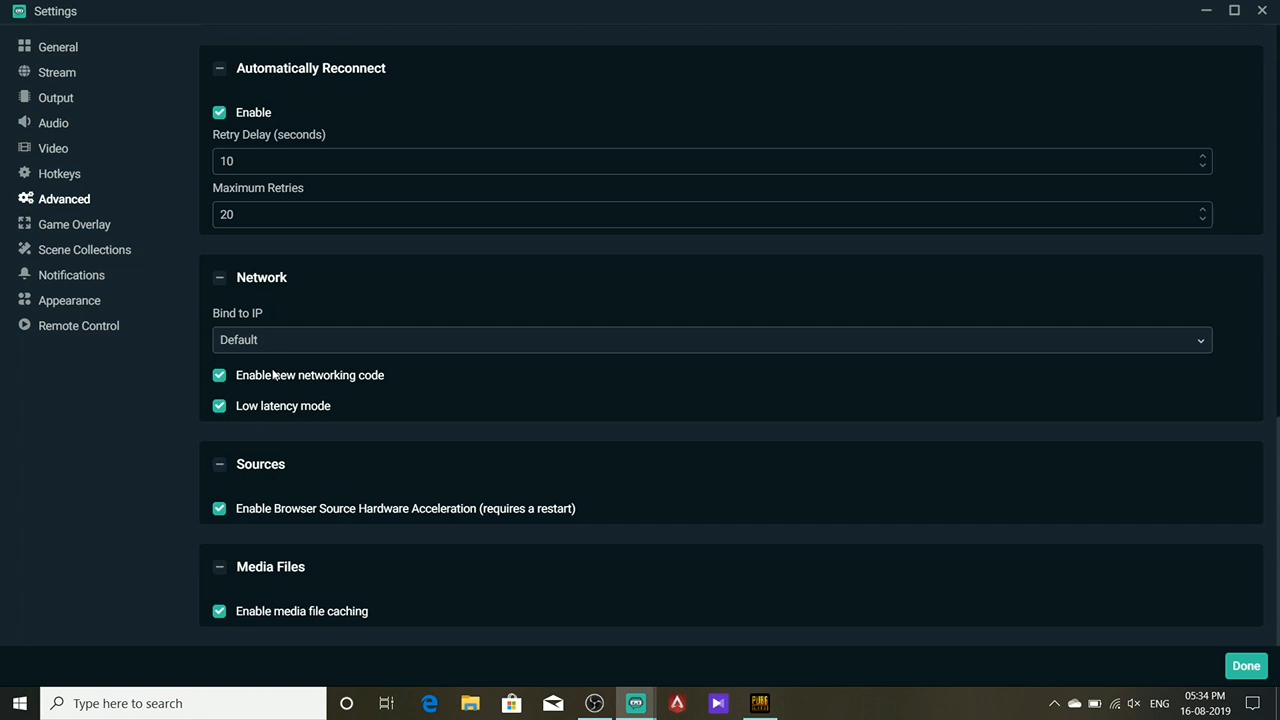 Settings
General
Stream
Output
Audio
Video
Hotkeys
Advanced
Game Overlay
Scene Collections
Notifications
Appearance
Remote Control
Automatically Reconnect
Enable
Retry Delay (seconds)
10
Maximum Retries
20
Network
Bind to IP
Default
Enable new networking code
Low latency mode
Sources
Enable Browser Source Hardware Acceleration (requires a restart)
Media Files
Enable media file caching
Done
Type here to search
PUBG
ENG
05:34 PM
16-08-2019